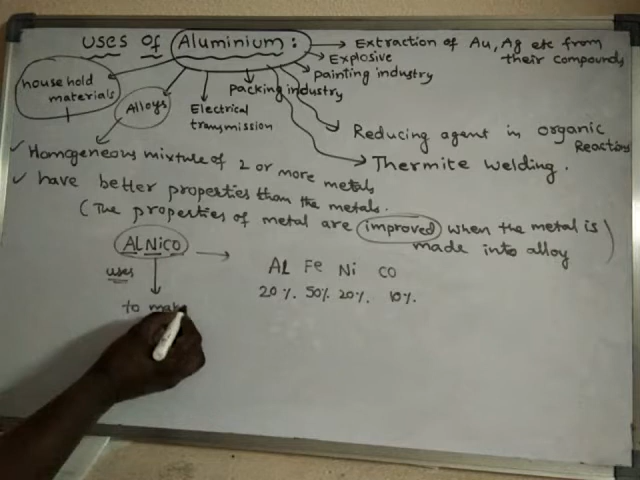 uses of Aluminium:
Extraction of Au, Ag etc from
their compounds
Explosive
painting industry
packing industry
Electrical
transmission
Alloys
household
materials
Reducing agent in organic
Reactions
Thermite welding.
✓ Homogeneous mixture of 2 or more metals
✓ have better properties than the metals.
(The properties of metal are improved when the metal is
made into alloy)
ALNICO
AL Fe Ni CO
20%. 50% 20%. 10%.
uses
to mak